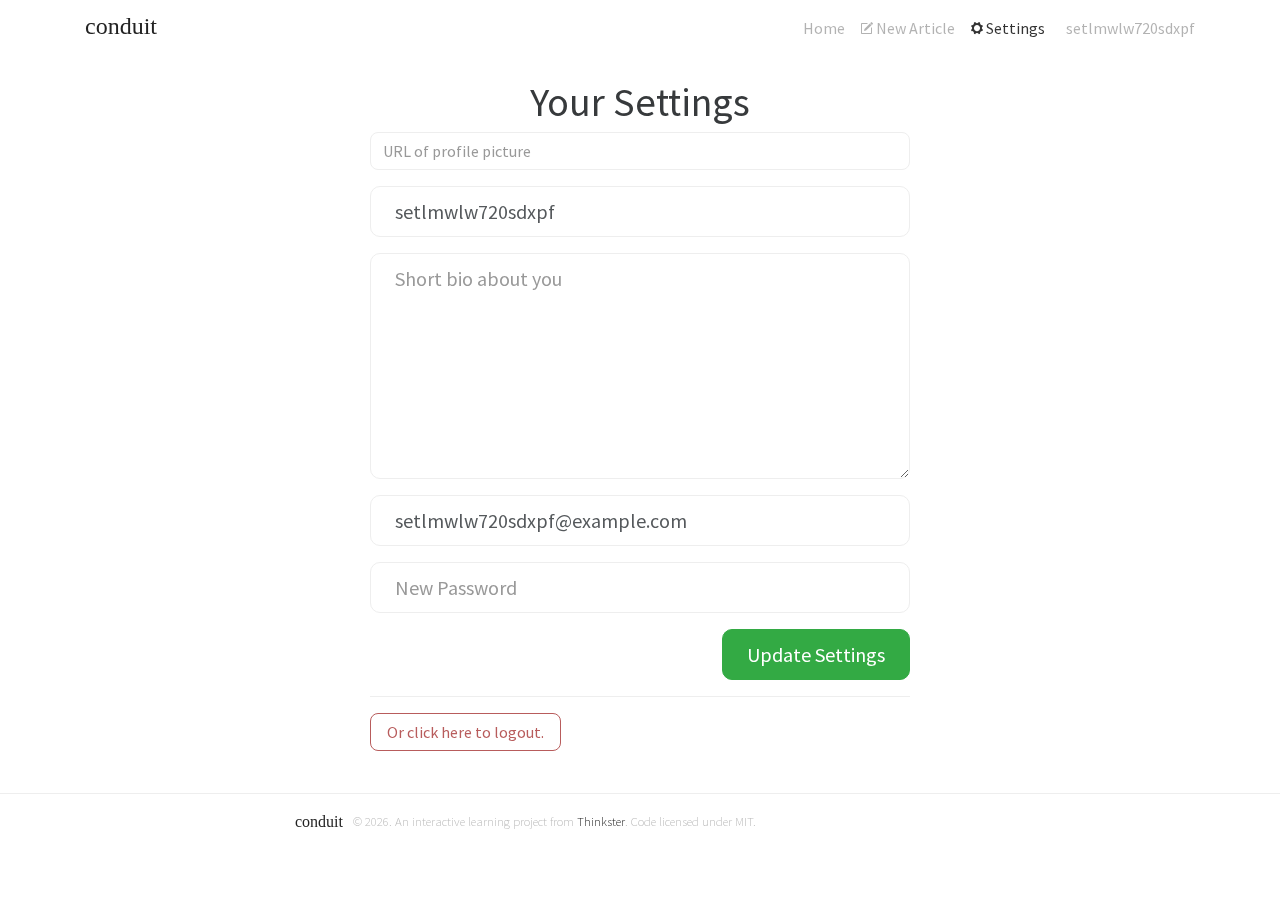 conduit
Home
New Article
Settings
setlmwlw720sdxpf
Your Settings
URL of profile picture
setlmwlw720sdxpf
Short bio about you
setlmwlw720sdxpf@example.com
New Password
Update Settings
Or click here to logout.
conduit © 2026. An interactive learning project from Thinkster. Code licensed under MIT.